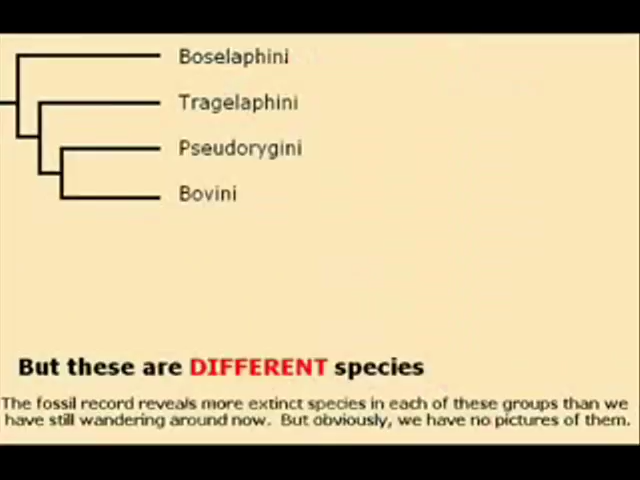 Boselaphini
Tragelaphini
Pseudorygini
Bovini
But these are DIFFERENT species
The fossil record reveals more extinct species in each of these groups than we
have still wandering around now. But obviously, we have no pictures of them.